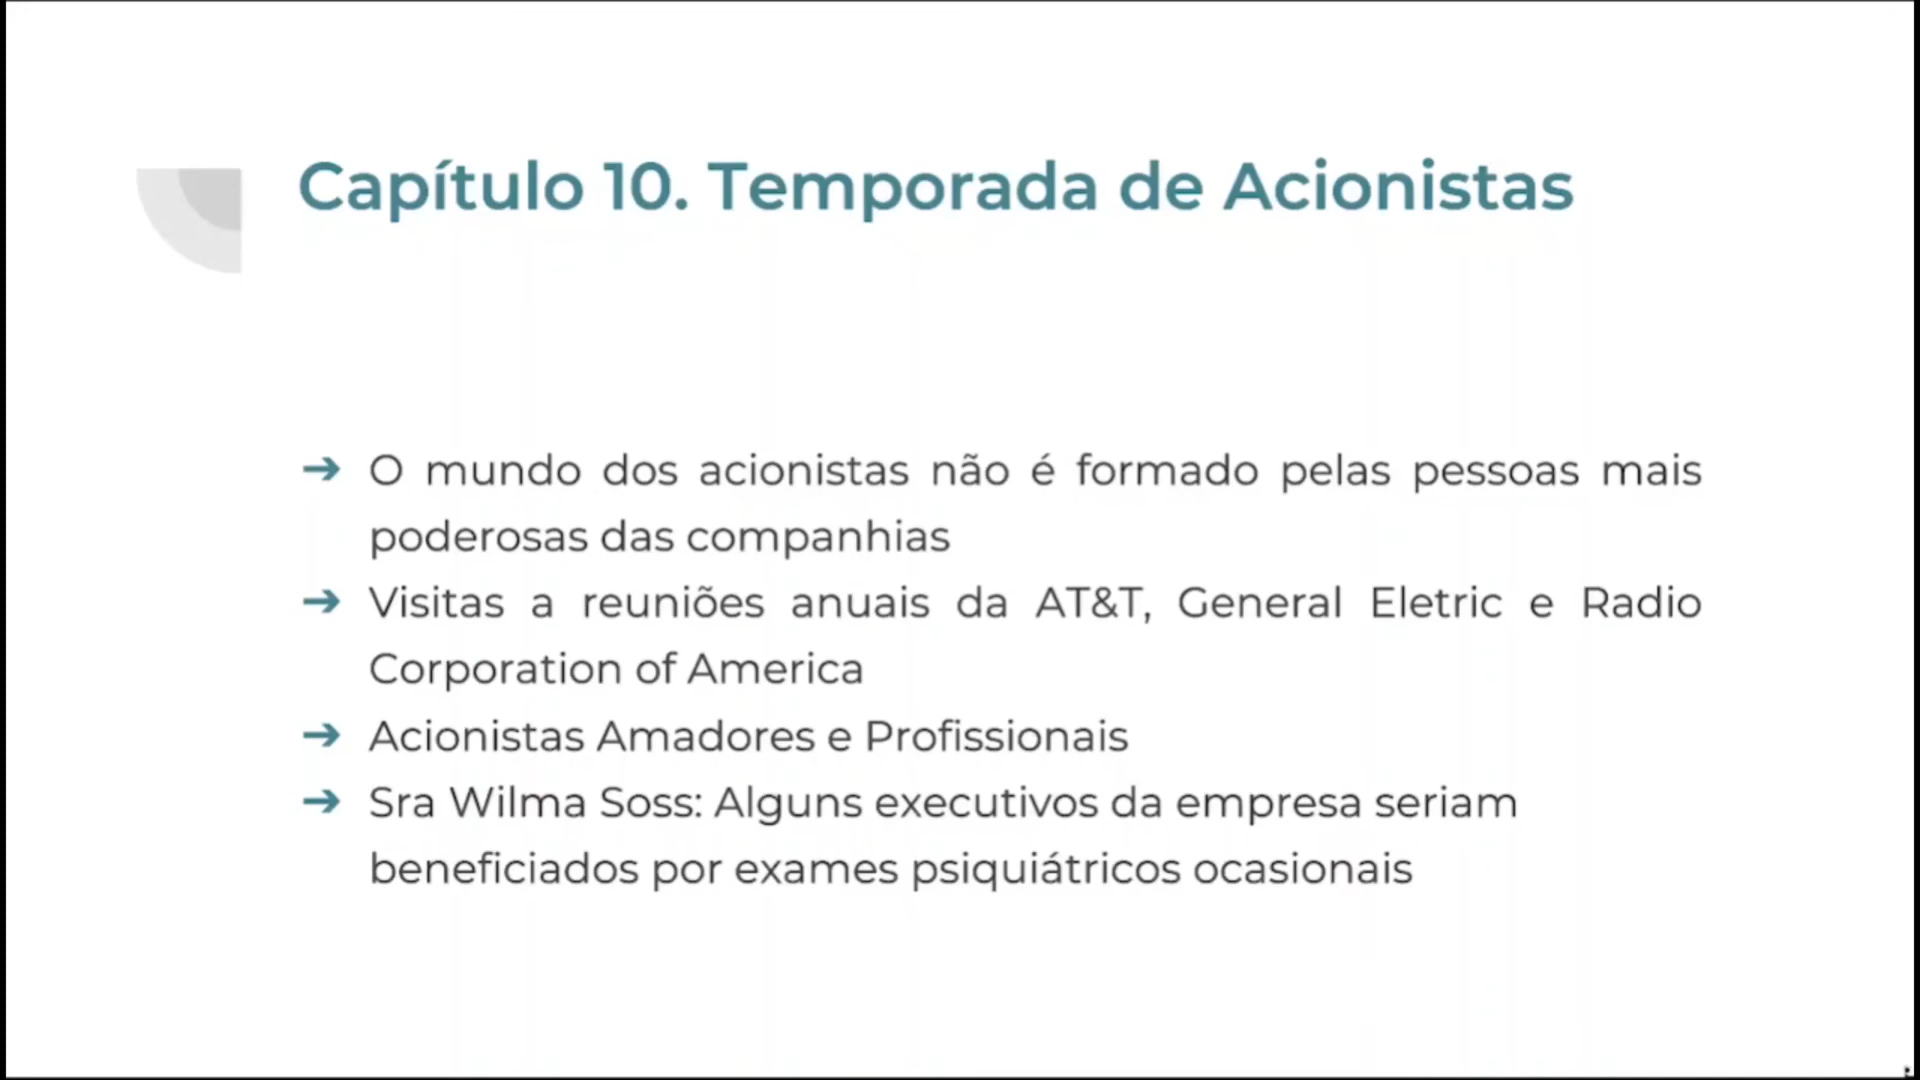 Capítulo 10. Temporada de Acionistas
➔ O mundo dos acionistas não é formado pelas pessoas mais
poderosas das companhias
➔ Visitas a reuniões anuais da AT&T, General Eletric e Radio
Corporation of America
➔ Acionistas Amadores e Profissionais
➔ Sra Wilma Soss: Alguns executivos da empresa seriam
beneficiados por exames psiquiátricos ocasionais